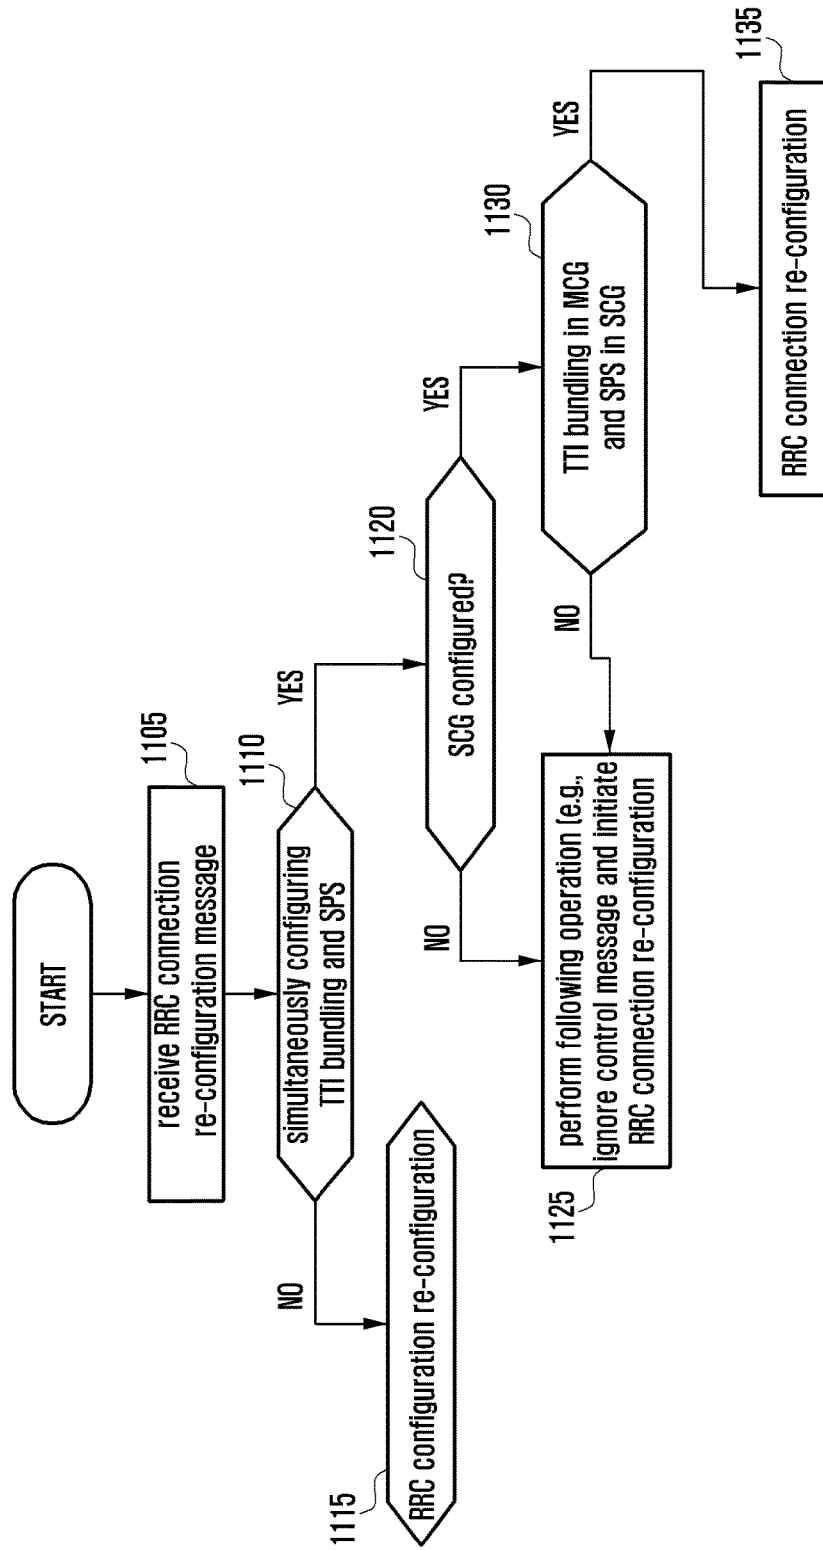 START
1105
receive RRC connection
re-configuration message
1110
simultaneously configuring
TTI bundling and SPS
NO
YES
1115
RRC configuration re-configuration
1120
SCG configured?
NO
YES
1125
perform following operation (e.g.,
ignore control message and initiate
RRC connection re-configuration
1130
TTI bundling in MCG
and SPS in SCG
NO
YES
1135
RRC connection re-configuration